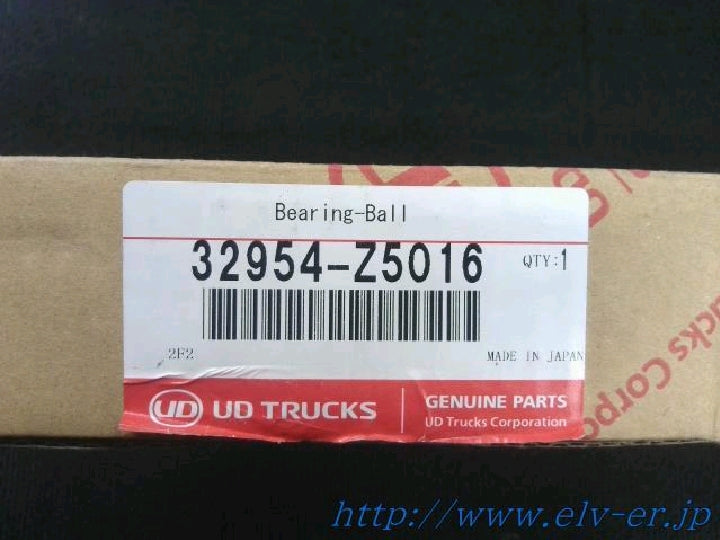 Bearing-Ball
32954-Z5016 QTY:1
2F2 MADE IN JAPAN
UD UD TRUCKS GENUINE PARTS
UD Trucks Corporation
http://www.elv-er.jp